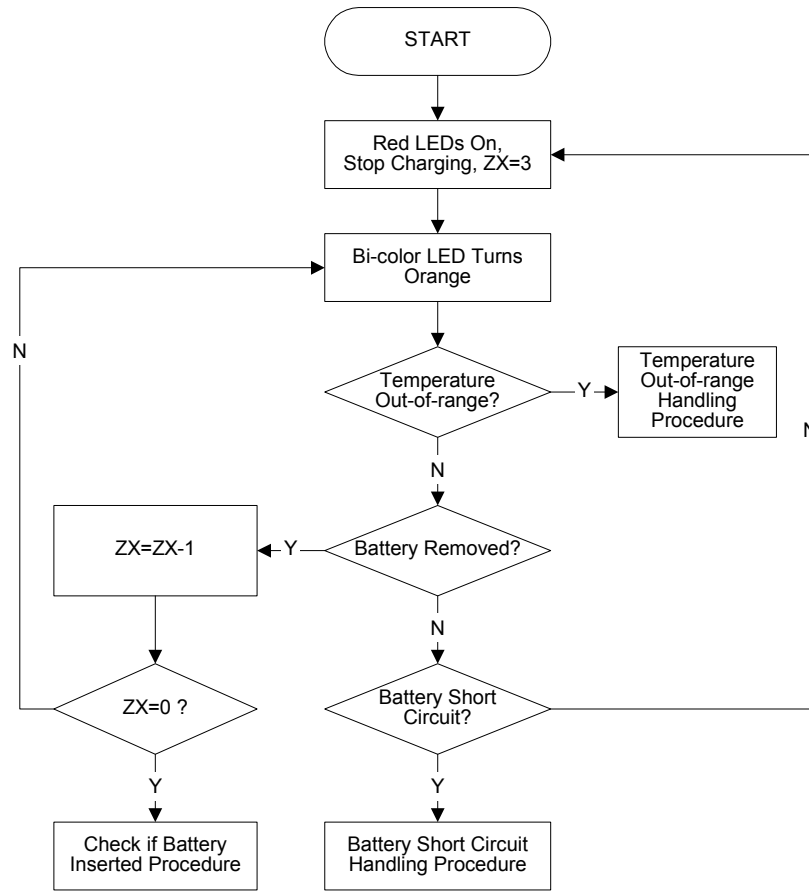 START
Red LEDs On,
Stop Charging, ZX=3
Bi-color LED Turns
Orange
N
Temperature
Out-of-range?
Y
Temperature
Out-of-range
Handling
Procedure
N
N
ZX=ZX-1
Y
Battery Removed?
N
ZX=0 ?
Battery Short
Circuit?
Y
Y
Check if Battery
Inserted Procedure
Battery Short Circuit
Handling Procedure